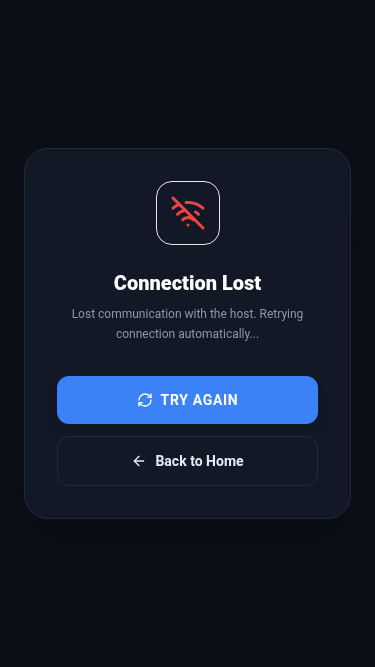 Connection Lost
Lost communication with the host. Retrying
connection automatically...
TRY AGAIN
Back to Home